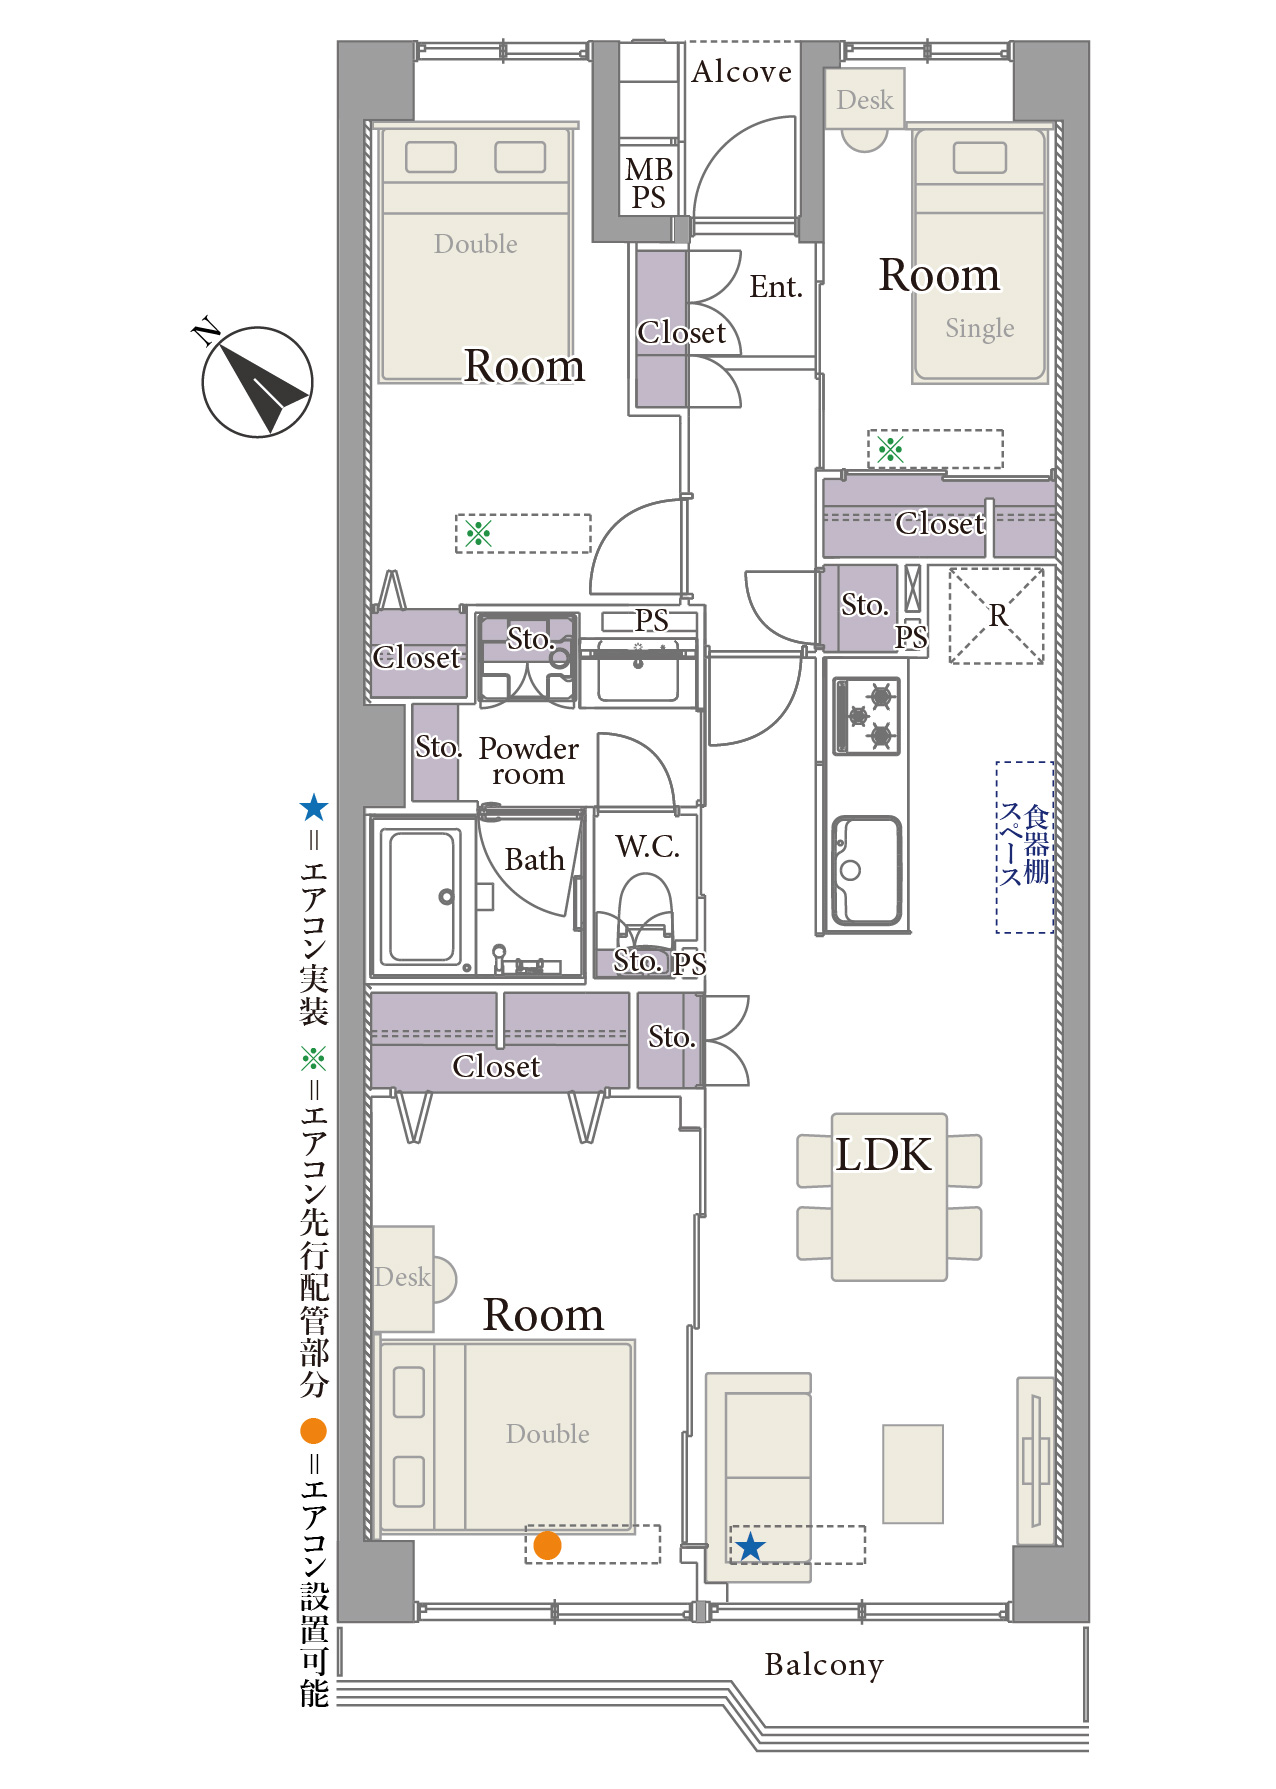 Alcove
Desk
MB
PS
Double
Room
Ent.
Room
Closet
Single
N
Room
※
※
Closet
Sto.
PS
R
PS
Sto.
Closet
Sto.
Powder
room
食器棚
スペース
Bath
W.C.
Sto.
PS
Sto.
Closet
LDK
Desk
Room
Double
Balcony
★=エアコン実装 ※=エアコン先行配管部分 ●=エアコン設置可能